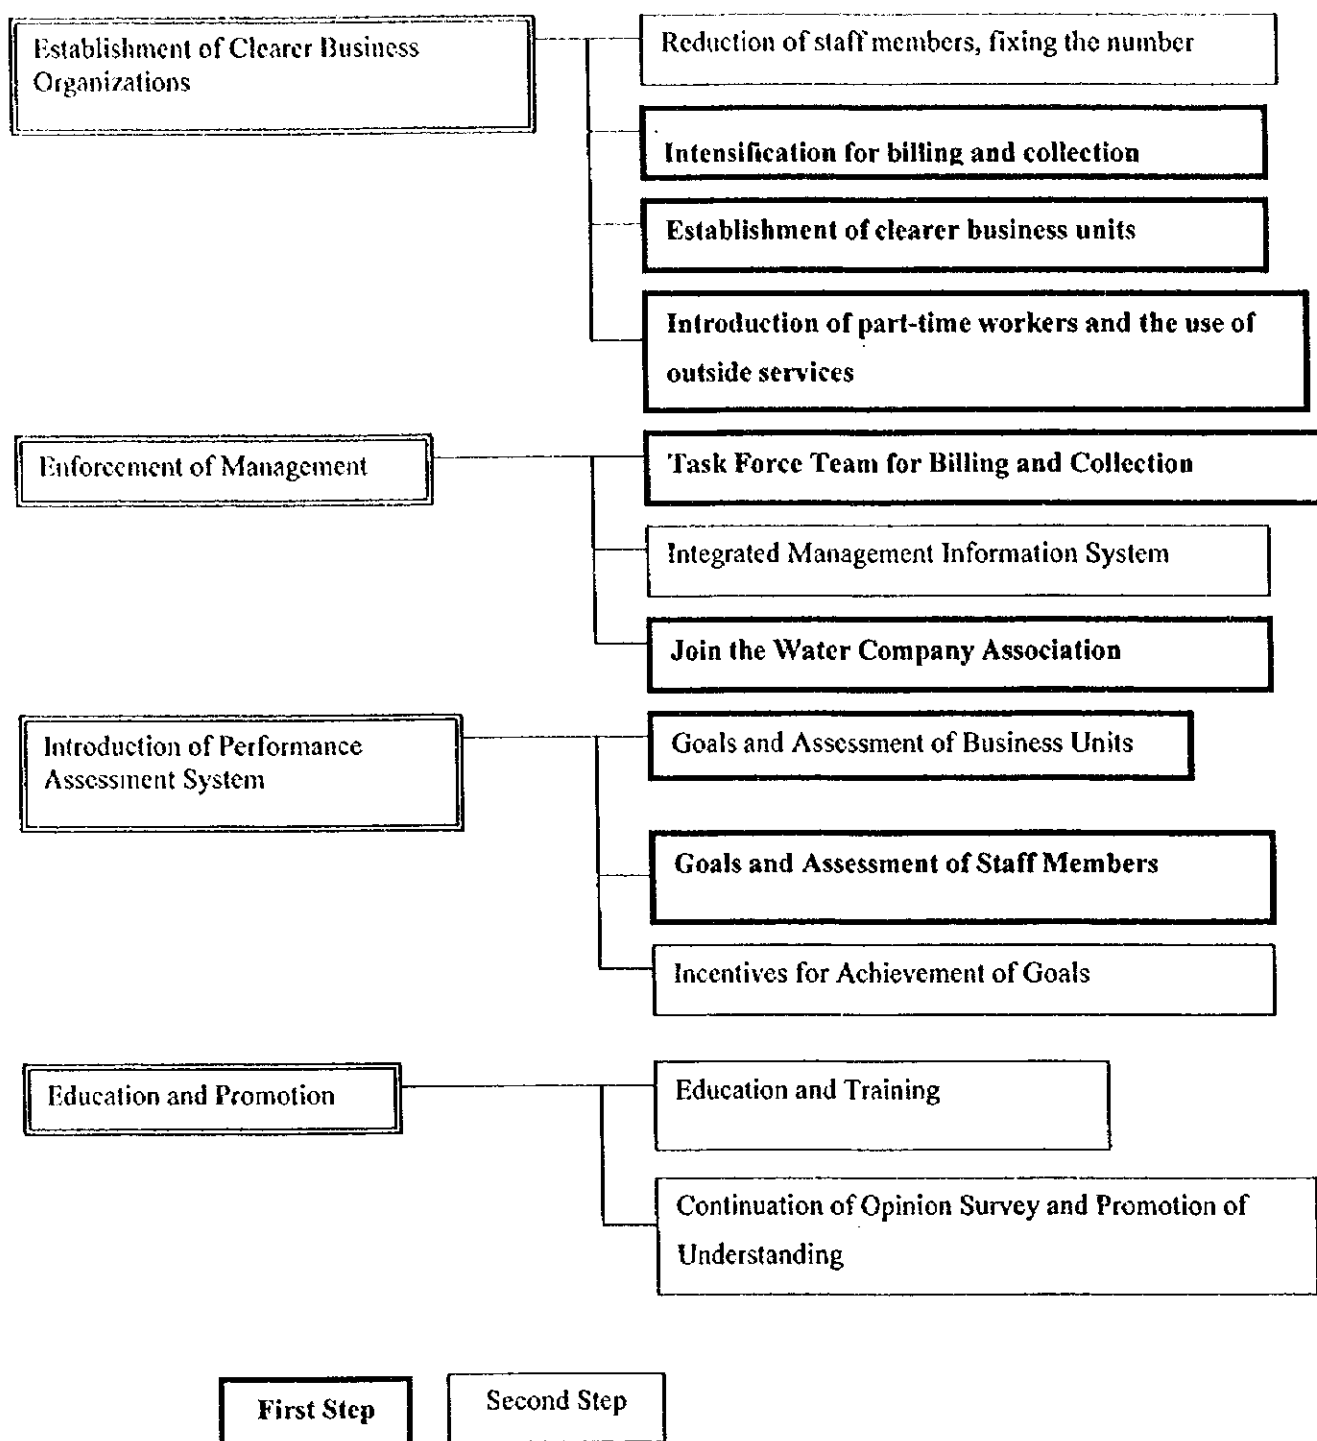 Establishment of Clearer Business
Organizations
Reduction of staff members, fixing the number
Intensification for billing and collection
Establishment of clearer business units
Introduction of part-time workers and the use of
outside services
Enforcement of Management
Task Force Team for Billing and Collection
Integrated Management Information System
Join the Water Company Association
Introduction of Performance
Assessment System
Goals and Assessment of Business Units
Goals and Assessment of Staff Members
Incentives for Achievement of Goals
Education and Promotion
Education and Training
Continuation of Opinion Survey and Promotion of
Understanding
First Step
Second Step